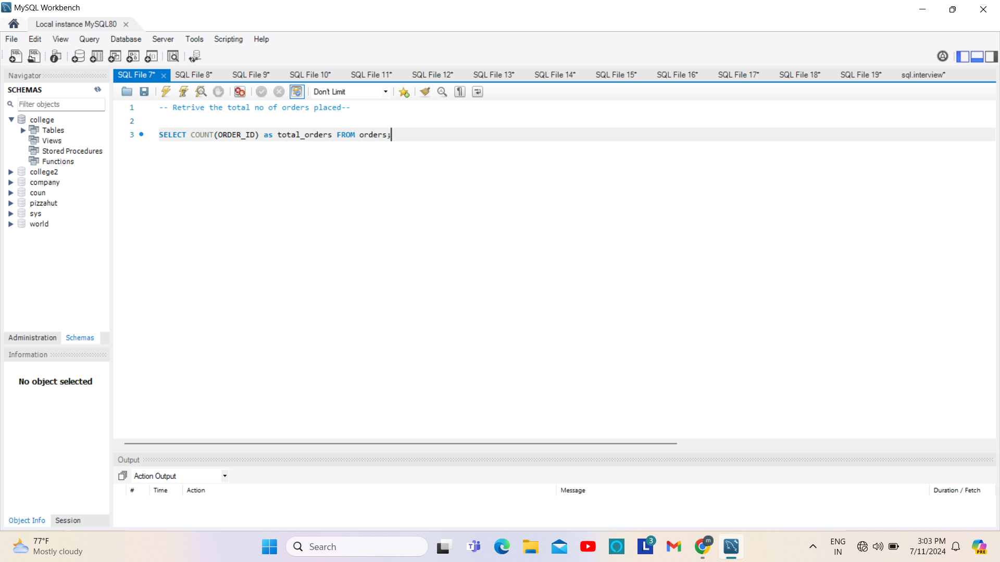 MySQL Workbench
Local instance MySQL80
File Edit View Query Database Server Tools Scripting Help
Navigator
SCHEMAS
Filter objects
college
Tables
Views
Stored Procedures
Functions
college2
company
coun
pizzahut
sys
world
Administration Schemas
Information
No object selected
Object Info Session
SQL File 7* SQL File 8* SQL File 9* SQL File 10* SQL File 11* SQL File 12* SQL File 13* SQL File 14* SQL File 15* SQL File 16* SQL File 17* SQL File 18* SQL File 19* sql.interview*
Don't Limit
1 -- Retrive the total no of orders placed--
2
3 SELECT COUNT(ORDER_ID) as total_orders FROM orders;
Output
Action Output
# Time Action Message Duration / Fetch
77°F
Mostly cloudy
Search
3
m
ENG
IN
3:03 PM
7/11/2024
PRE